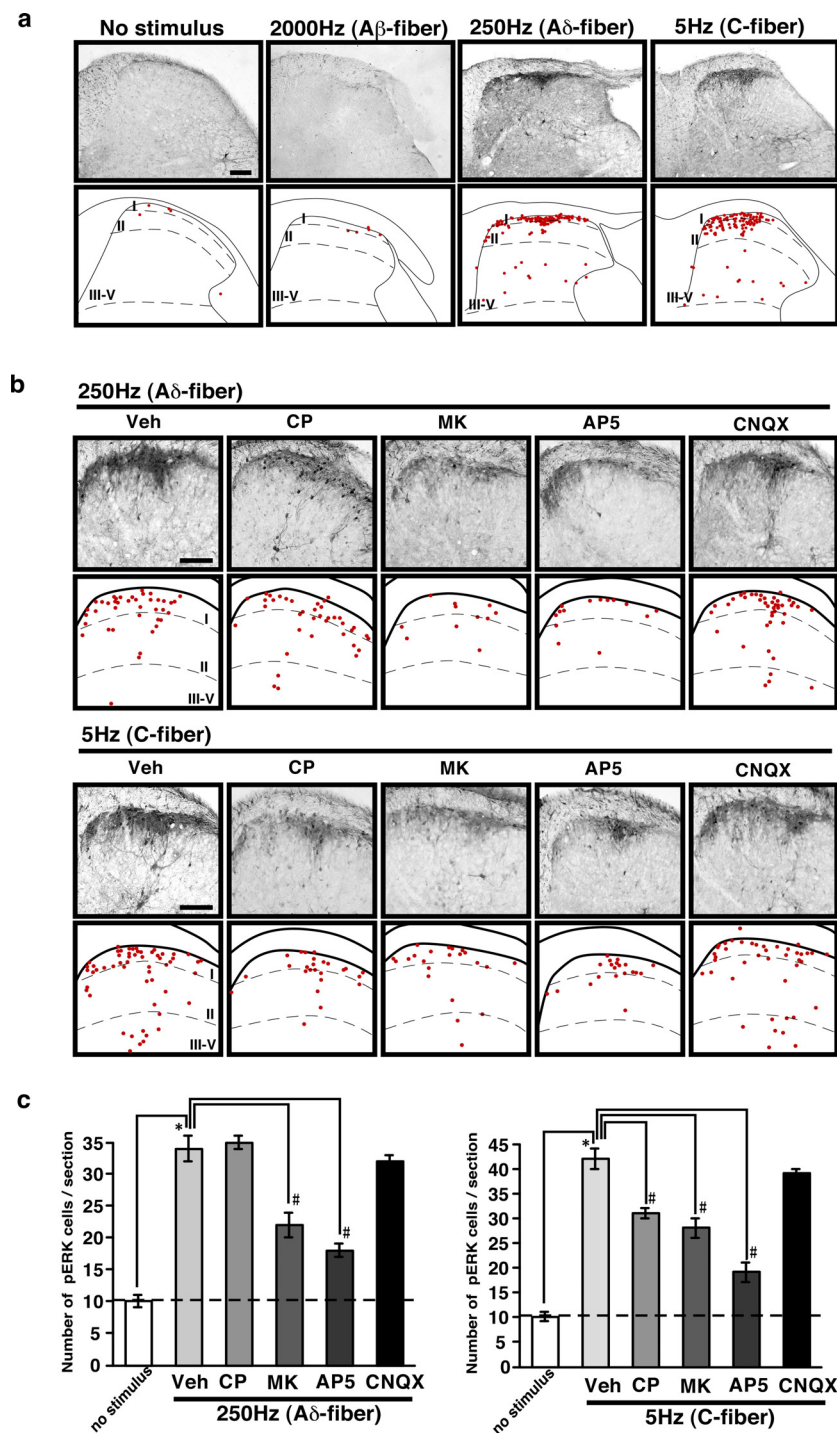 a
No stimulus 2000Hz (Aβ-fiber) 250Hz (Aδ-fiber) 5Hz (C-fiber)
I I I I
II II II II
III-V III-V III-V III-V
b
250Hz (Aδ-fiber)
Veh CP MK AP5 CNQX
I
II
III-V
5Hz (C-fiber)
Veh CP MK AP5 CNQX
I
II
III-V
c
Number of pERK cells / section
35
30
25
20
15
10
5
0
*
#
#
no stimulus Veh CP MK AP5 CNQX
250Hz (Aδ-fiber)
Number of pERK cells / section
45
40
35
30
25
20
15
10
5
0
*
#
#
#
no stimulus Veh CP MK AP5 CNQX
5Hz (C-fiber)